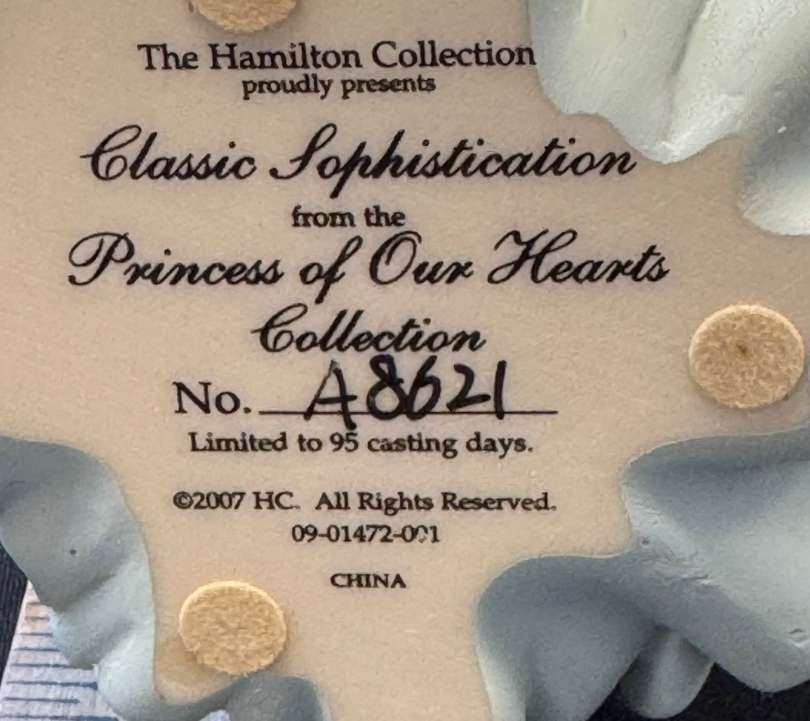 The Hamilton Collection
proudly presents
Classic Sophistication
from the
Princess of Our Hearts
Collection
No. A8621
Limited to 95 casting days.
©2007 HC. All Rights Reserved.
09-01472-001
CHINA